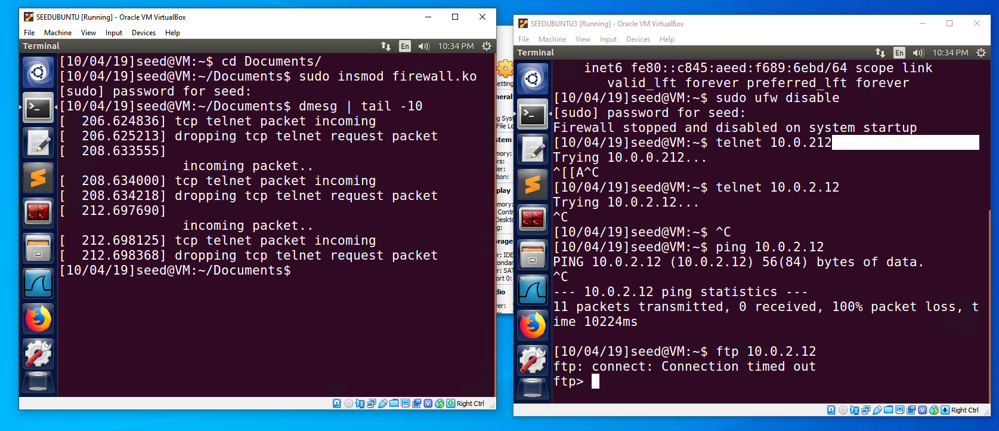 SEEDUBUNTU [Running] - Oracle VM VirtualBox
File Machine View Input Devices Help
Terminal
En
10:34 PM
[10/04/19]seed@VM:~$ cd Documents/
[10/04/19]seed@VM:~/Documents$ sudo insmod firewall.ko
[sudo] password for seed:
[10/04/19]seed@VM:~/Documents$ dmesg | tail -10
[  206.624836] tcp telnet packet incoming
[  206.625213] dropping tcp telnet request packet
[  208.633555]
incoming packet..
[  208.634000] tcp telnet packet incoming
[  208.634218] dropping tcp telnet request packet
[  212.697690]
incoming packet..
[  212.698125] tcp telnet packet incoming
[  212.698368] dropping tcp telnet request packet
[10/04/19]seed@VM:~/Documents$
Right Ctrl
SEEDUBUNTU3 [Running] - Oracle VM VirtualBox
File Machine View Input Devices Help
Terminal
En
10:34 PM
inet6 fe80::c845:aeed:f689:6ebd/64 scope link
valid_lft forever preferred_lft forever
[10/04/19]seed@VM:~$ sudo ufw disable
[sudo] password for seed:
Firewall stopped and disabled on system startup
[10/04/19]seed@VM:~$ telnet 10.0.212
Trying 10.0.0.212...
^[[A^C
[10/04/19]seed@VM:~$ telnet 10.0.2.12
Trying 10.0.2.12...
^C
[10/04/19]seed@VM:~$ ^C
[10/04/19]seed@VM:~$ ping 10.0.2.12
PING 10.0.2.12 (10.0.2.12) 56(84) bytes of data.
^C
--- 10.0.2.12 ping statistics ---
11 packets transmitted, 0 received, 100% packet loss, t
ime 10224ms
[10/04/19]seed@VM:~$ ftp 10.0.2.12
ftp: connect: Connection timed out
ftp>
Right Ctrl